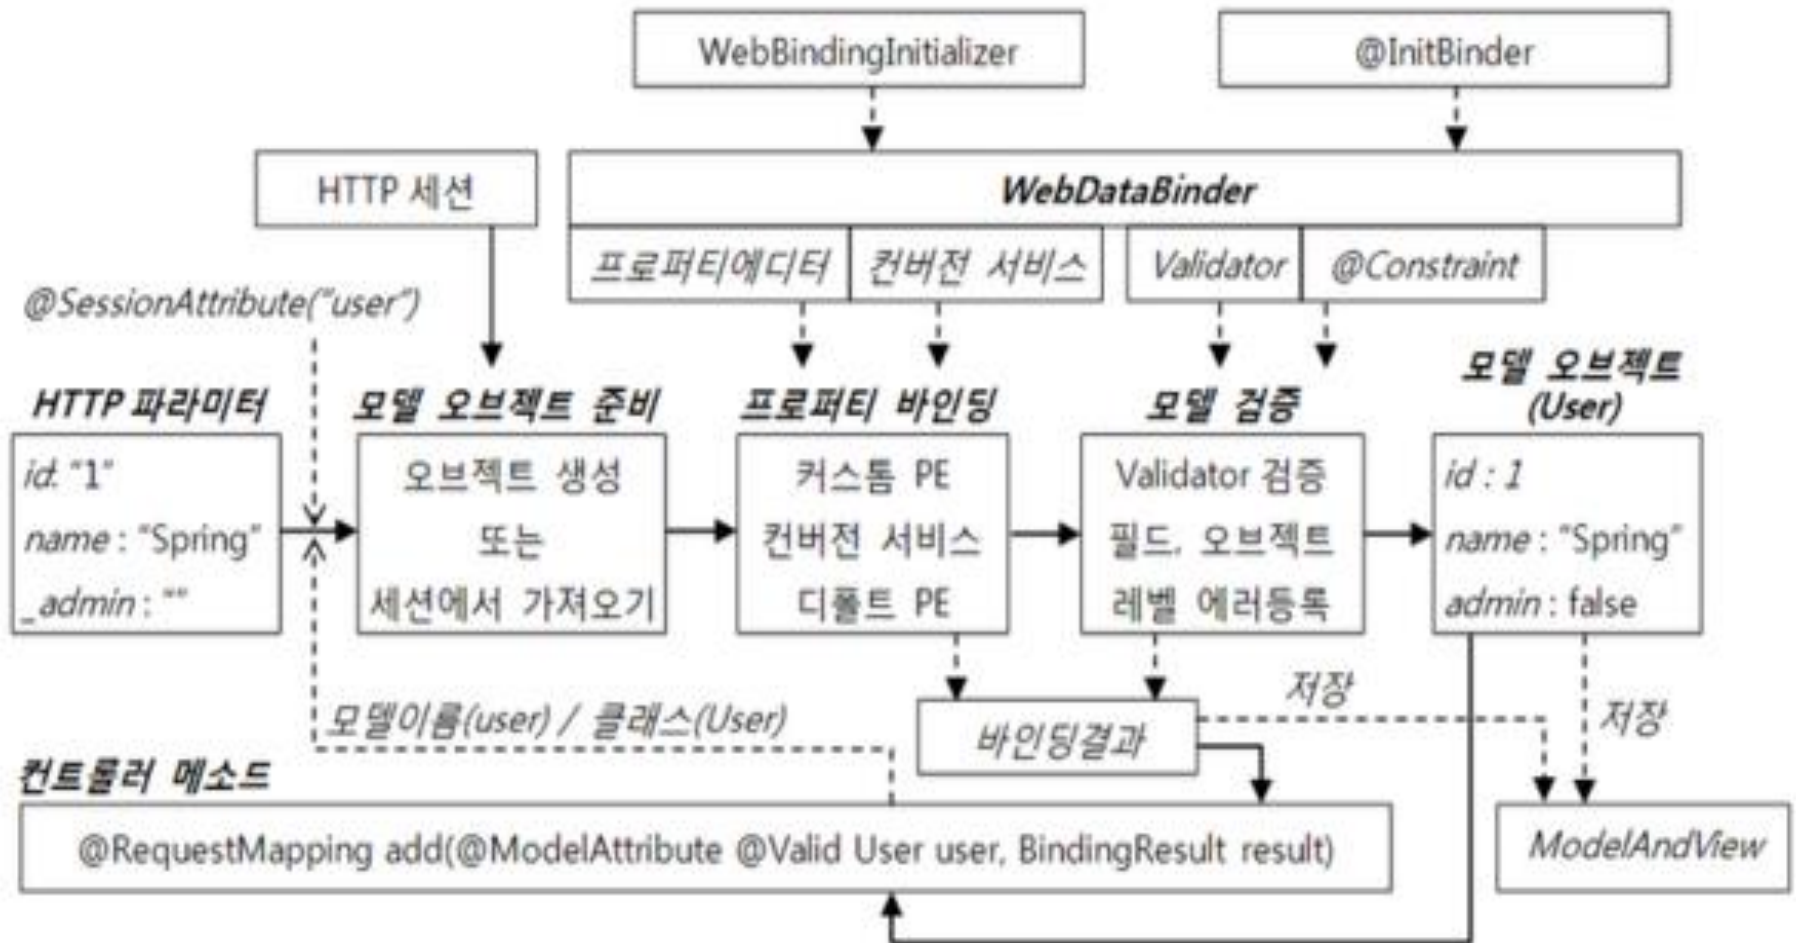 WebBindingInitializer
@InitBinder
HTTP 세션
WebDataBinder
프로퍼티에디터
컨버전 서비스
Validator
@Constraint
@SessionAttribute("user")
HTTP 파라미터
id: "1"
name : "Spring"
_admin : ""
모델 오브젝트 준비
오브젝트 생성
또는
세션에서 가져오기
프로퍼티 바인딩
커스톰 PE
컨버전 서비스
디폴트 PE
모델 검증
Validator 검증
필드, 오브젝트
레벨 에러등록
모델 오브젝트
(User)
id : 1
name : "Spring"
admin : false
모델이름(user) / 클래스(User)
바인딩결과
저장
저장
컨트롤러 메소드
@RequestMapping add(@ModelAttribute @Valid User user, BindingResult result)
ModelAndView